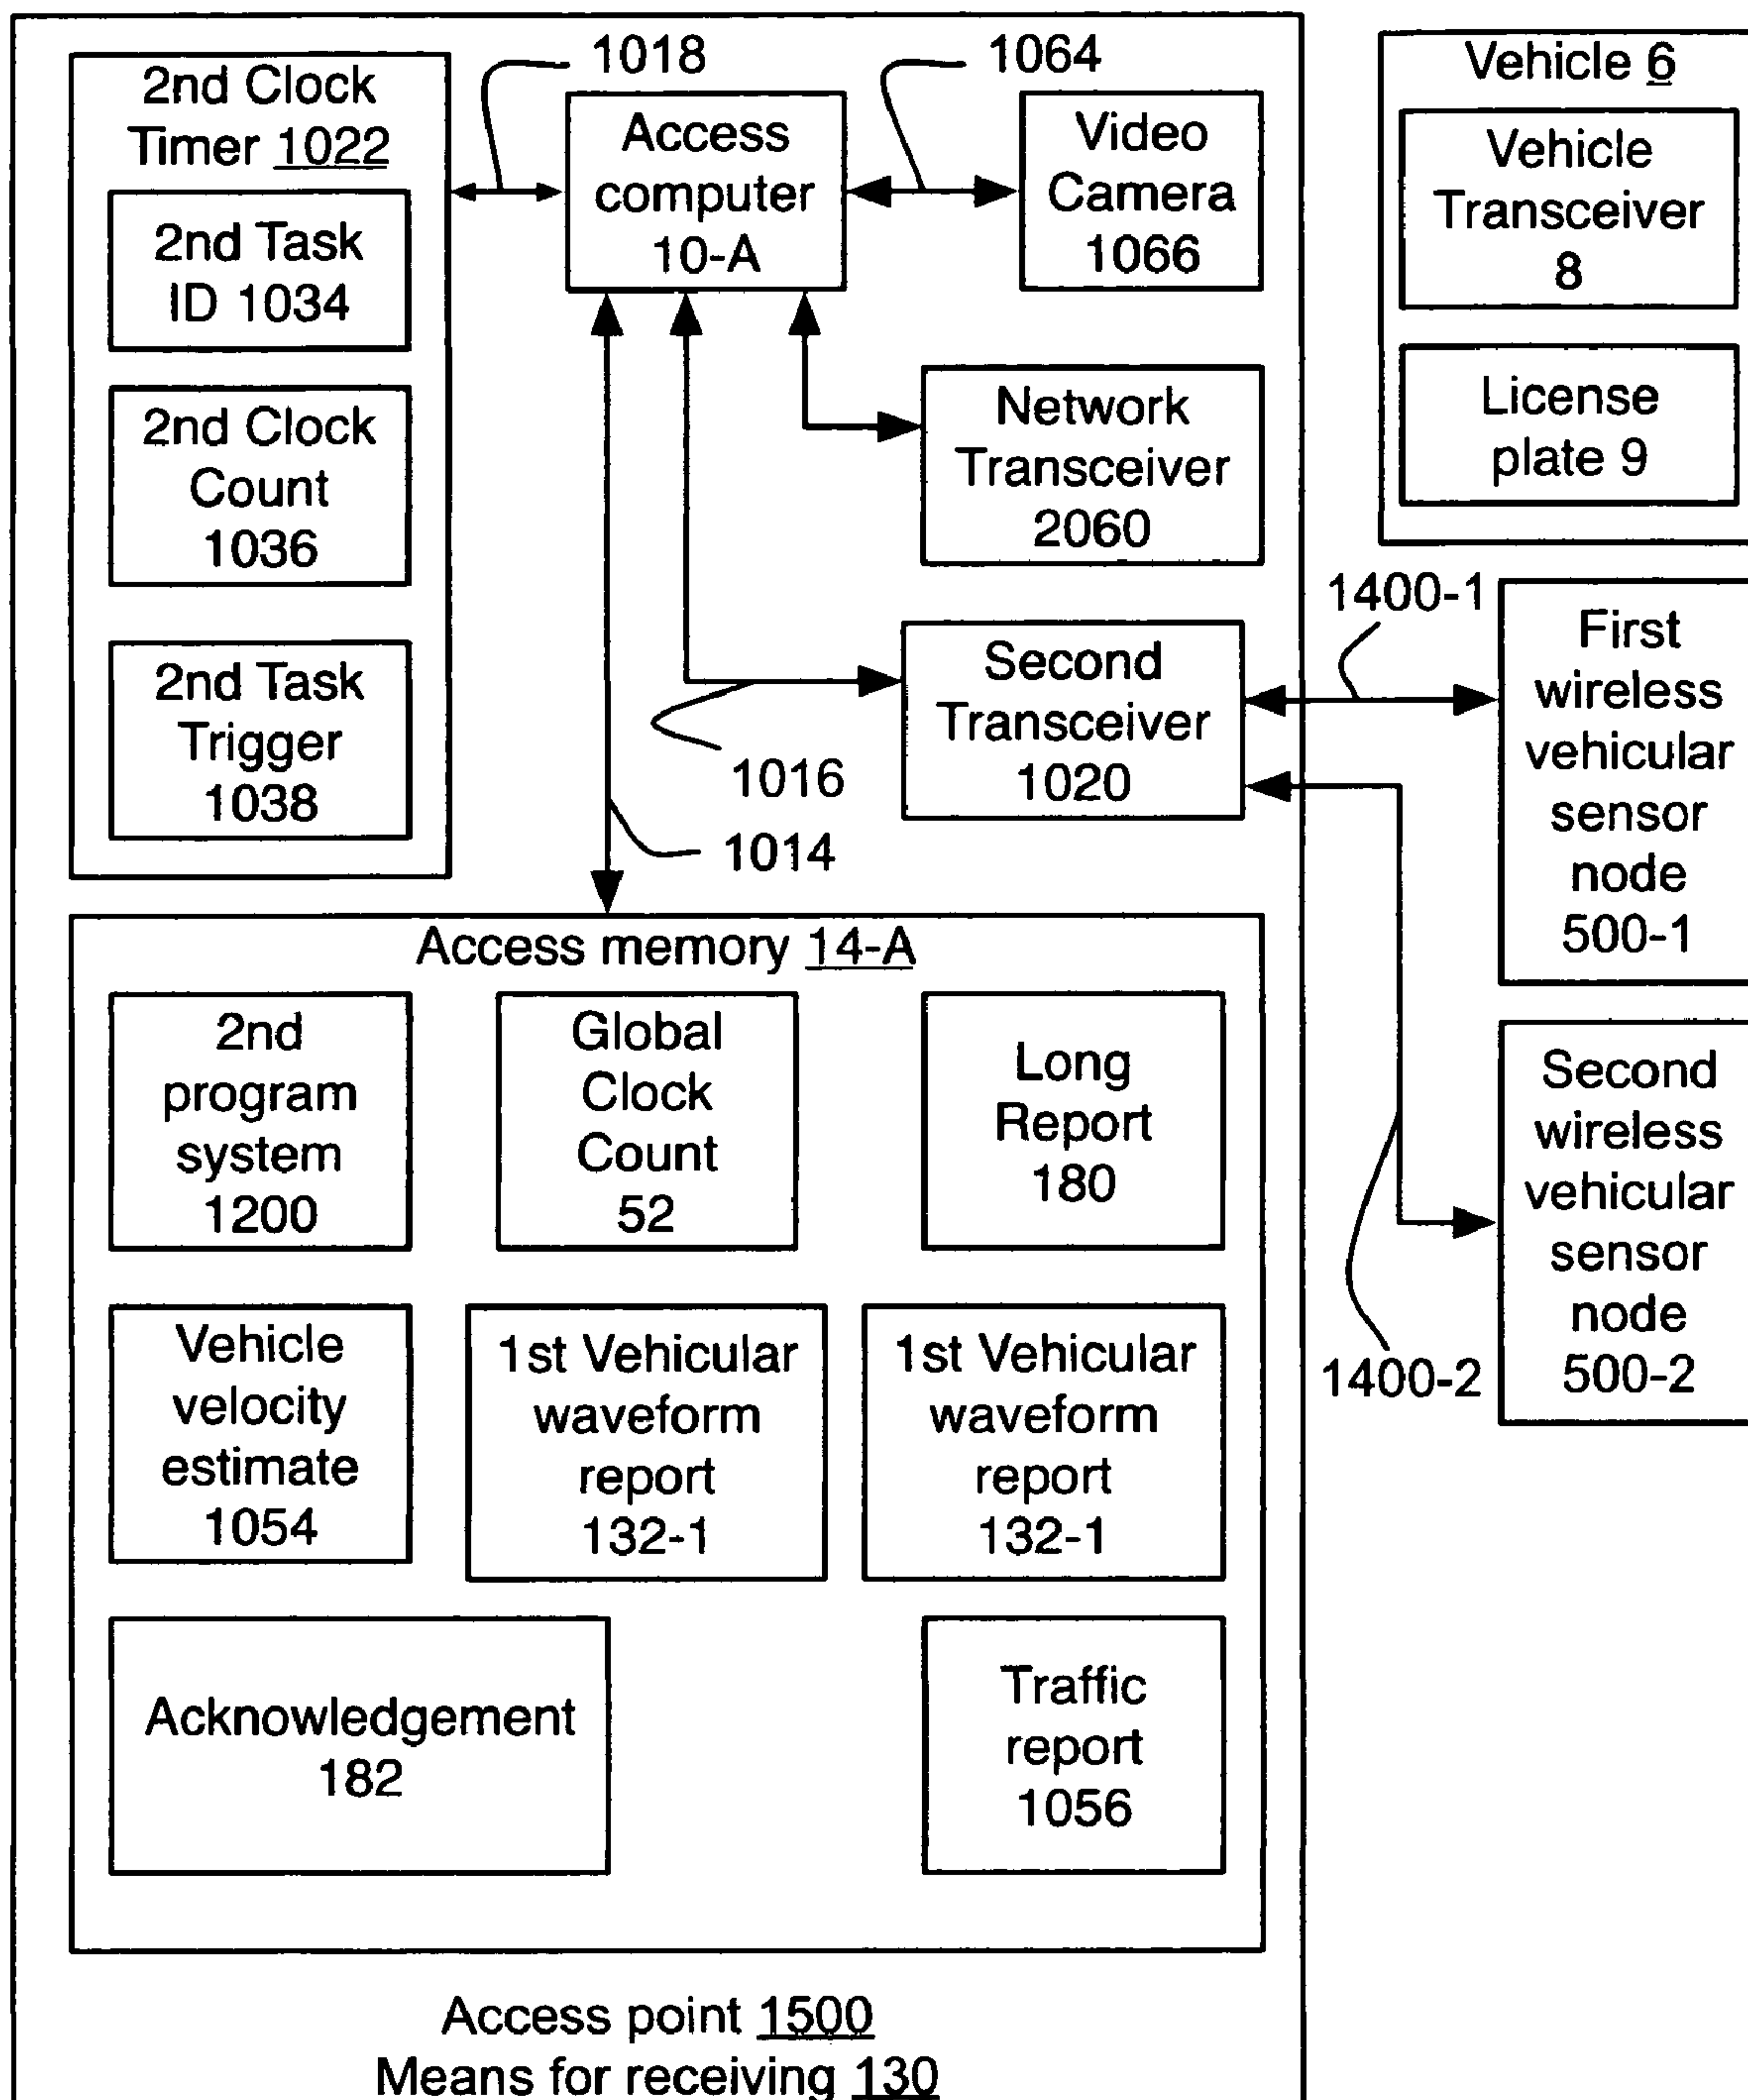 2nd Clock
Timer 1022
2nd Task
ID 1034
2nd Clock
Count
1036
2nd Task
Trigger
1038
1018
Access
computer
10-A
1064
Video
Camera
1066
Network
Transceiver
2060
Second
Transceiver
1020
1016
1014
Vehicle 6
Vehicle
Transceiver
8
License
plate 9
1400-1
First
wireless
vehicular
sensor
node
500-1
1400-2
Second
wireless
vehicular
sensor
node
500-2
Access memory 14-A
2nd
program
system
1200
Global
Clock
Count
52
Long
Report
180
Vehicle
velocity
estimate
1054
1st Vehicular
waveform
report
132-1
1st Vehicular
waveform
report
132-1
Acknowledgement
182
Traffic
report
1056
Access point 1500
Means for receiving 130